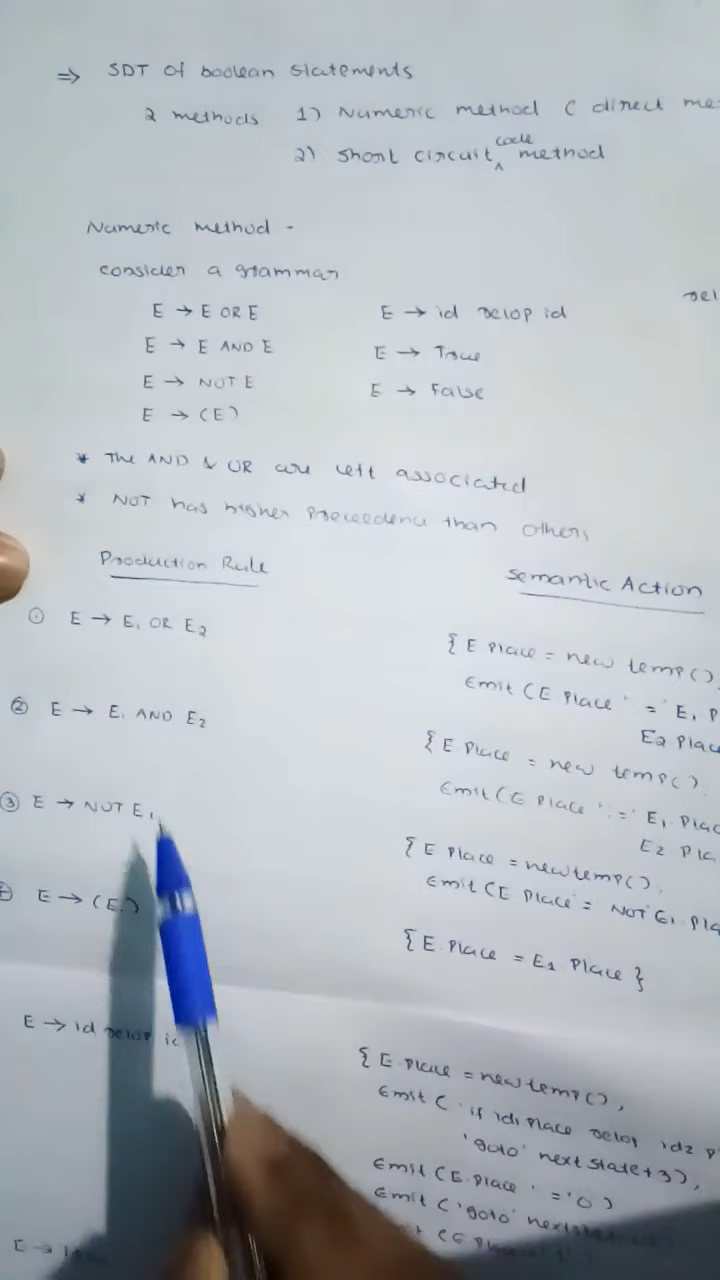 ⇒ SDT of boolean statements
2 methods 1) Numeric method ( direct me
2) short circuit code method
Numeric method -
consider a grammar
E → E OR E E → id relop id rel
E → E AND E E → True
E → NOT E E → False
E → (E)
* The AND & OR are left associated
* NOT has higher preceedence than others
Production Rule Semantic Action
① E → E1 OR E2 { E Place = new temp(),
Emit ( E Place ' = ' E1 P
E2 Place
② E → E1 AND E2 { E Place = new temp().
Emit ( E Place ' : = ' E1. Plac
E2 Pla
③ E → NOT E1 { E Place = newtemp(),
Emit ( E Place = NOT E1. Pla
E → (E1) { E. Place = E1. Place }
E → id relop { E. Place = newtemp(),
Emit ( if id1 Place relop id2 P
'goto' next state + 3),
Emit ( E. Place ' = '0 )
Emit ( 'goto'
E →